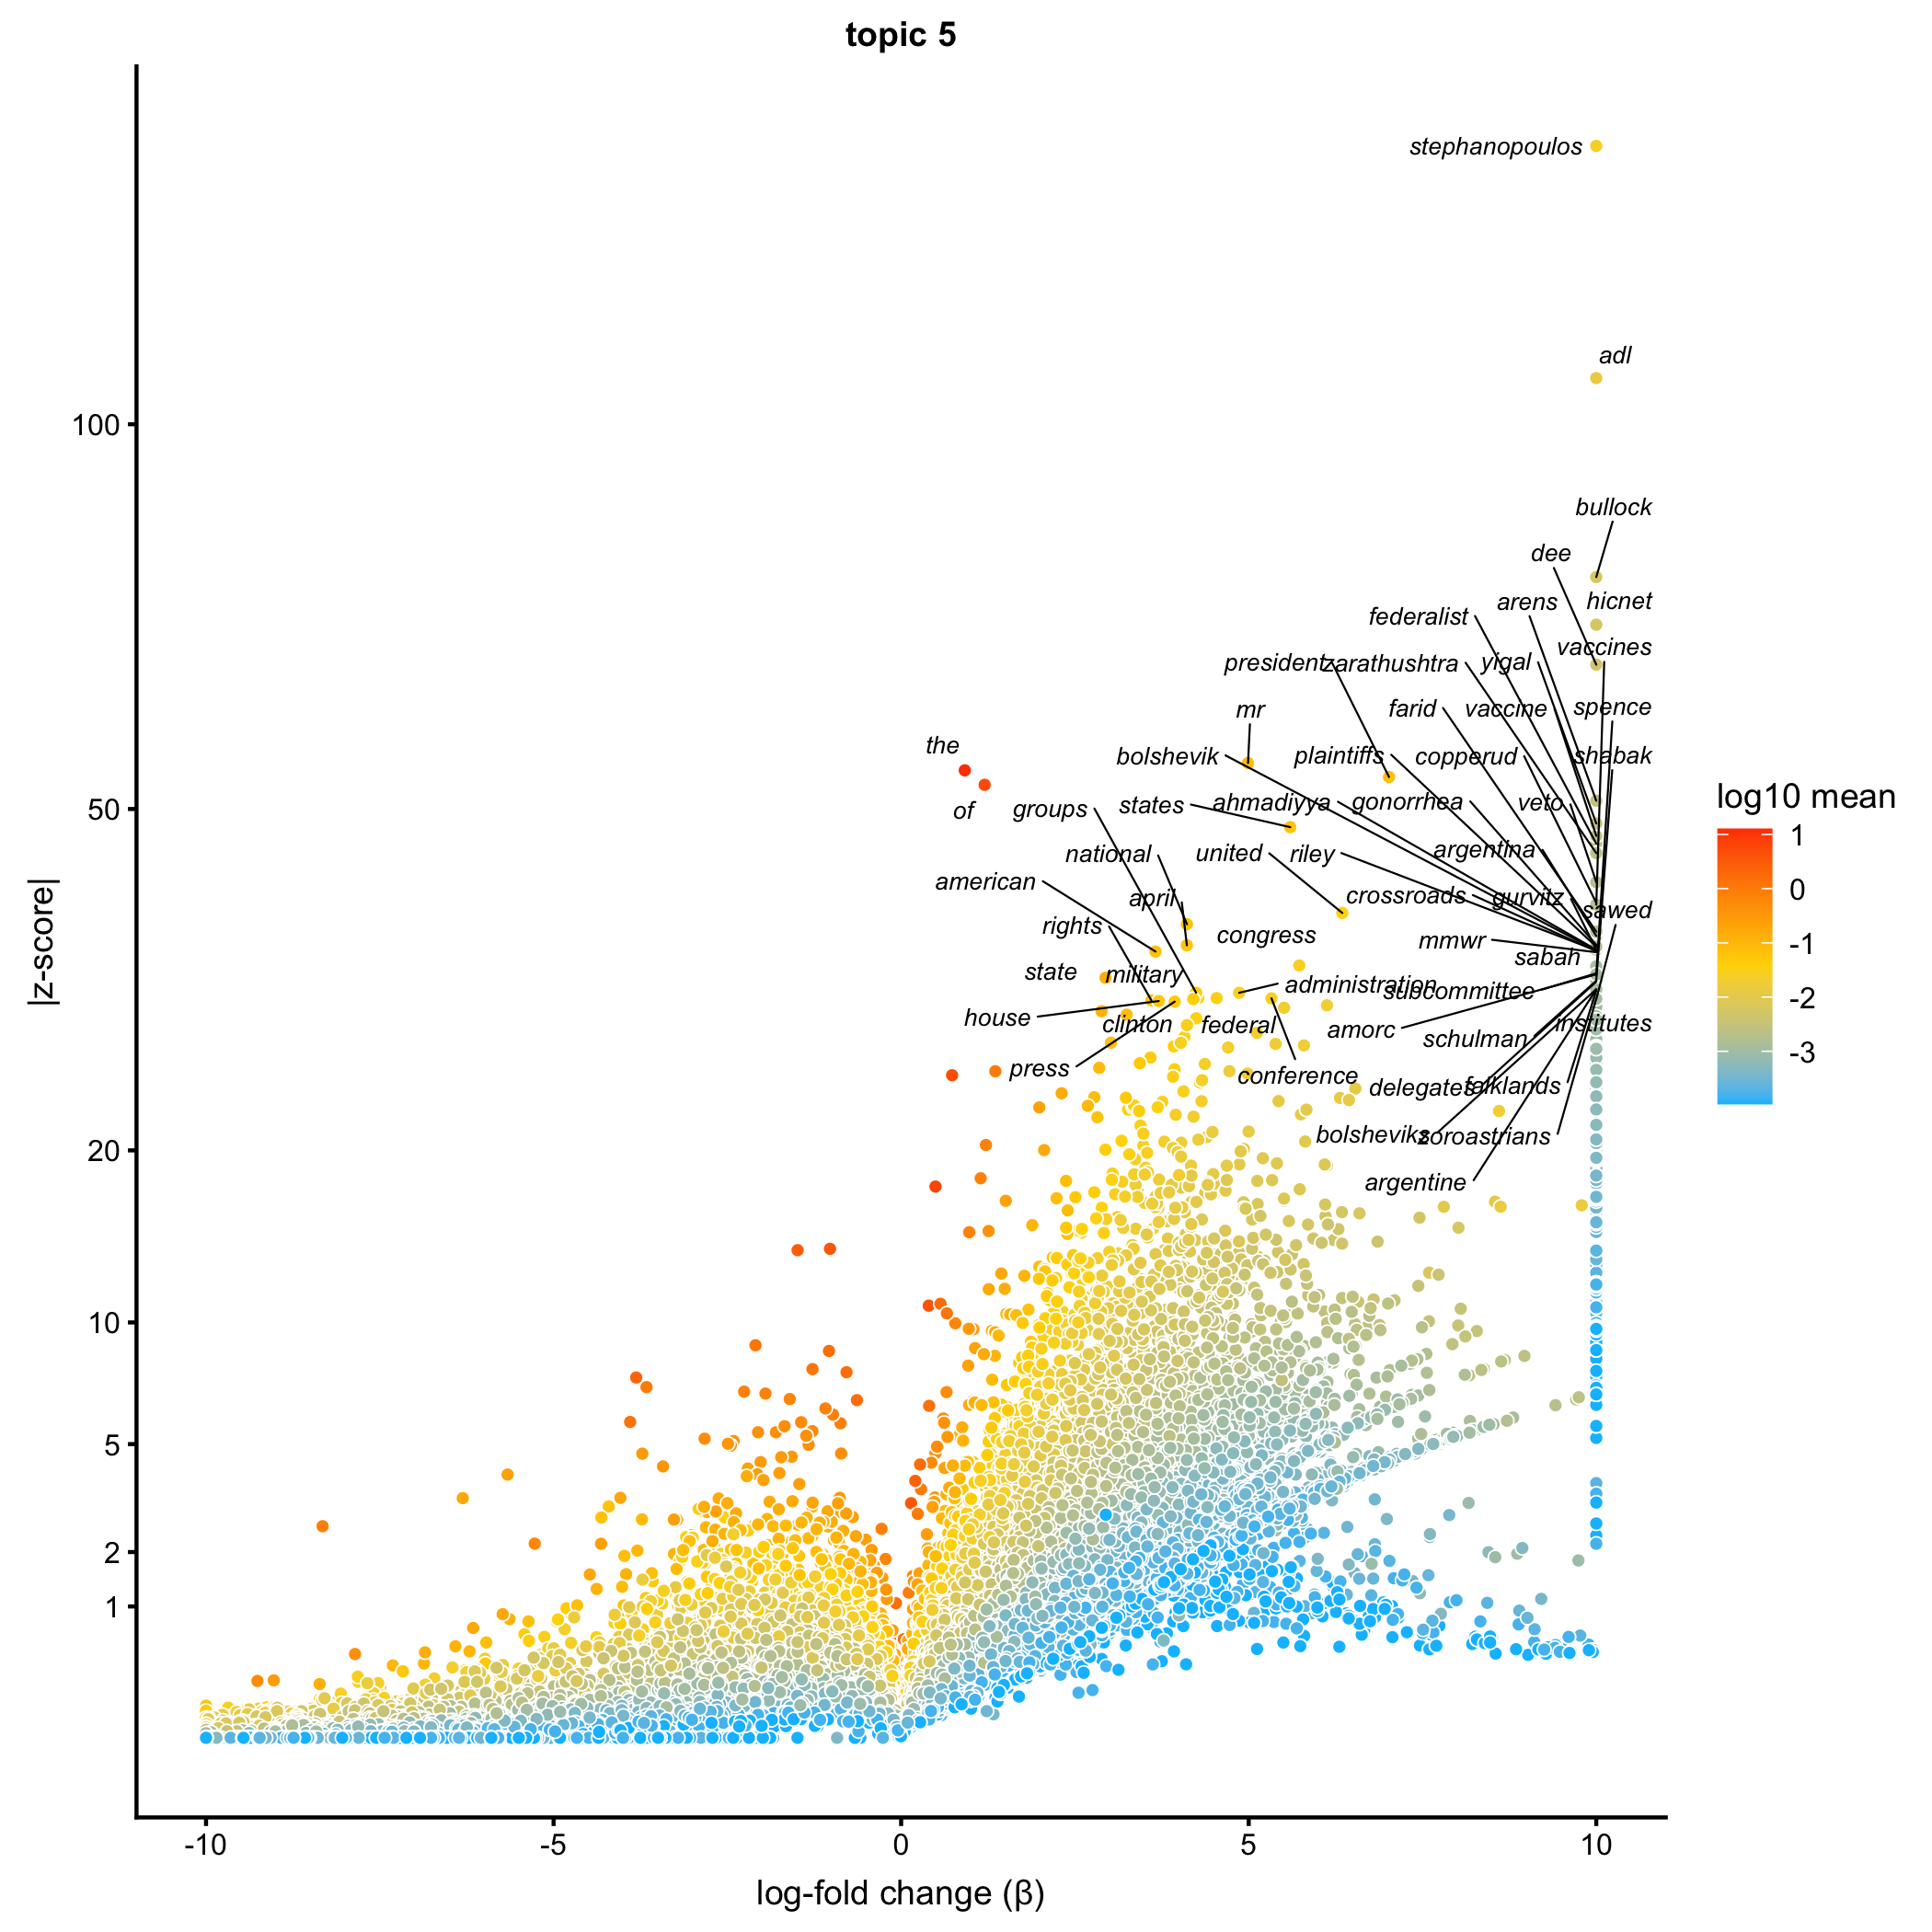 topic 5
stephanopoulos
adl
100
bullock
dee
arens
hicnet
federalist
vaccines
president
zarathushtra
yigal
mr
farid
vaccine
spence
the
bolshevik
plaintiffs
copperud
shabak
50
of
groups
states
ahmadiyya
gonorrhea
veto
national
united
riley
argentina
american
april
crossroads
gurvitz
sawed
rights
congress
mmwr
sabah
state
military
administration
subcommittee
house
clinton
federal
amorc
schulman
institutes
press
conference
delegates
falklands
20
bolsheviks
zoroastrians
argentine
10
5
2
1
|z-score|
-10
-5
0
5
10
log-fold change (β)
log10 mean
1
0
-1
-2
-3